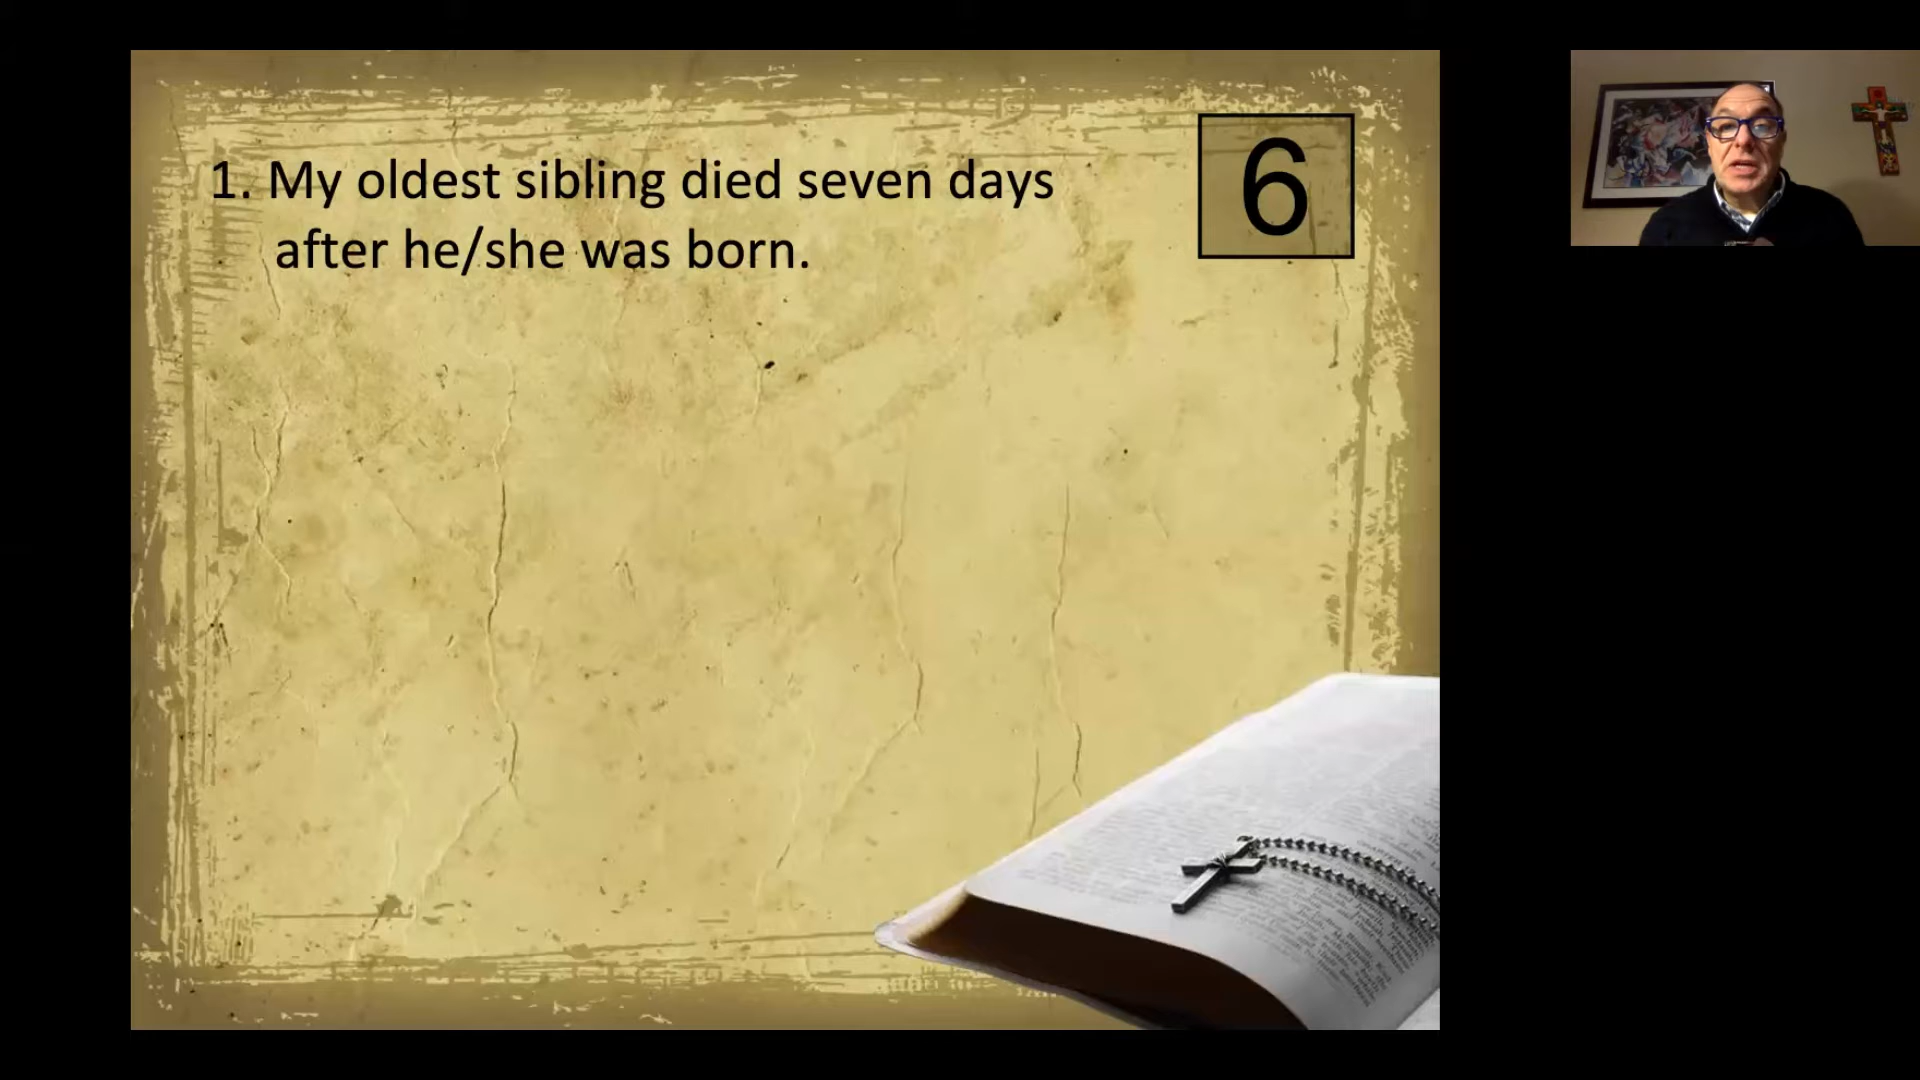 1. My oldest sibling died seven days
after he/she was born.
6